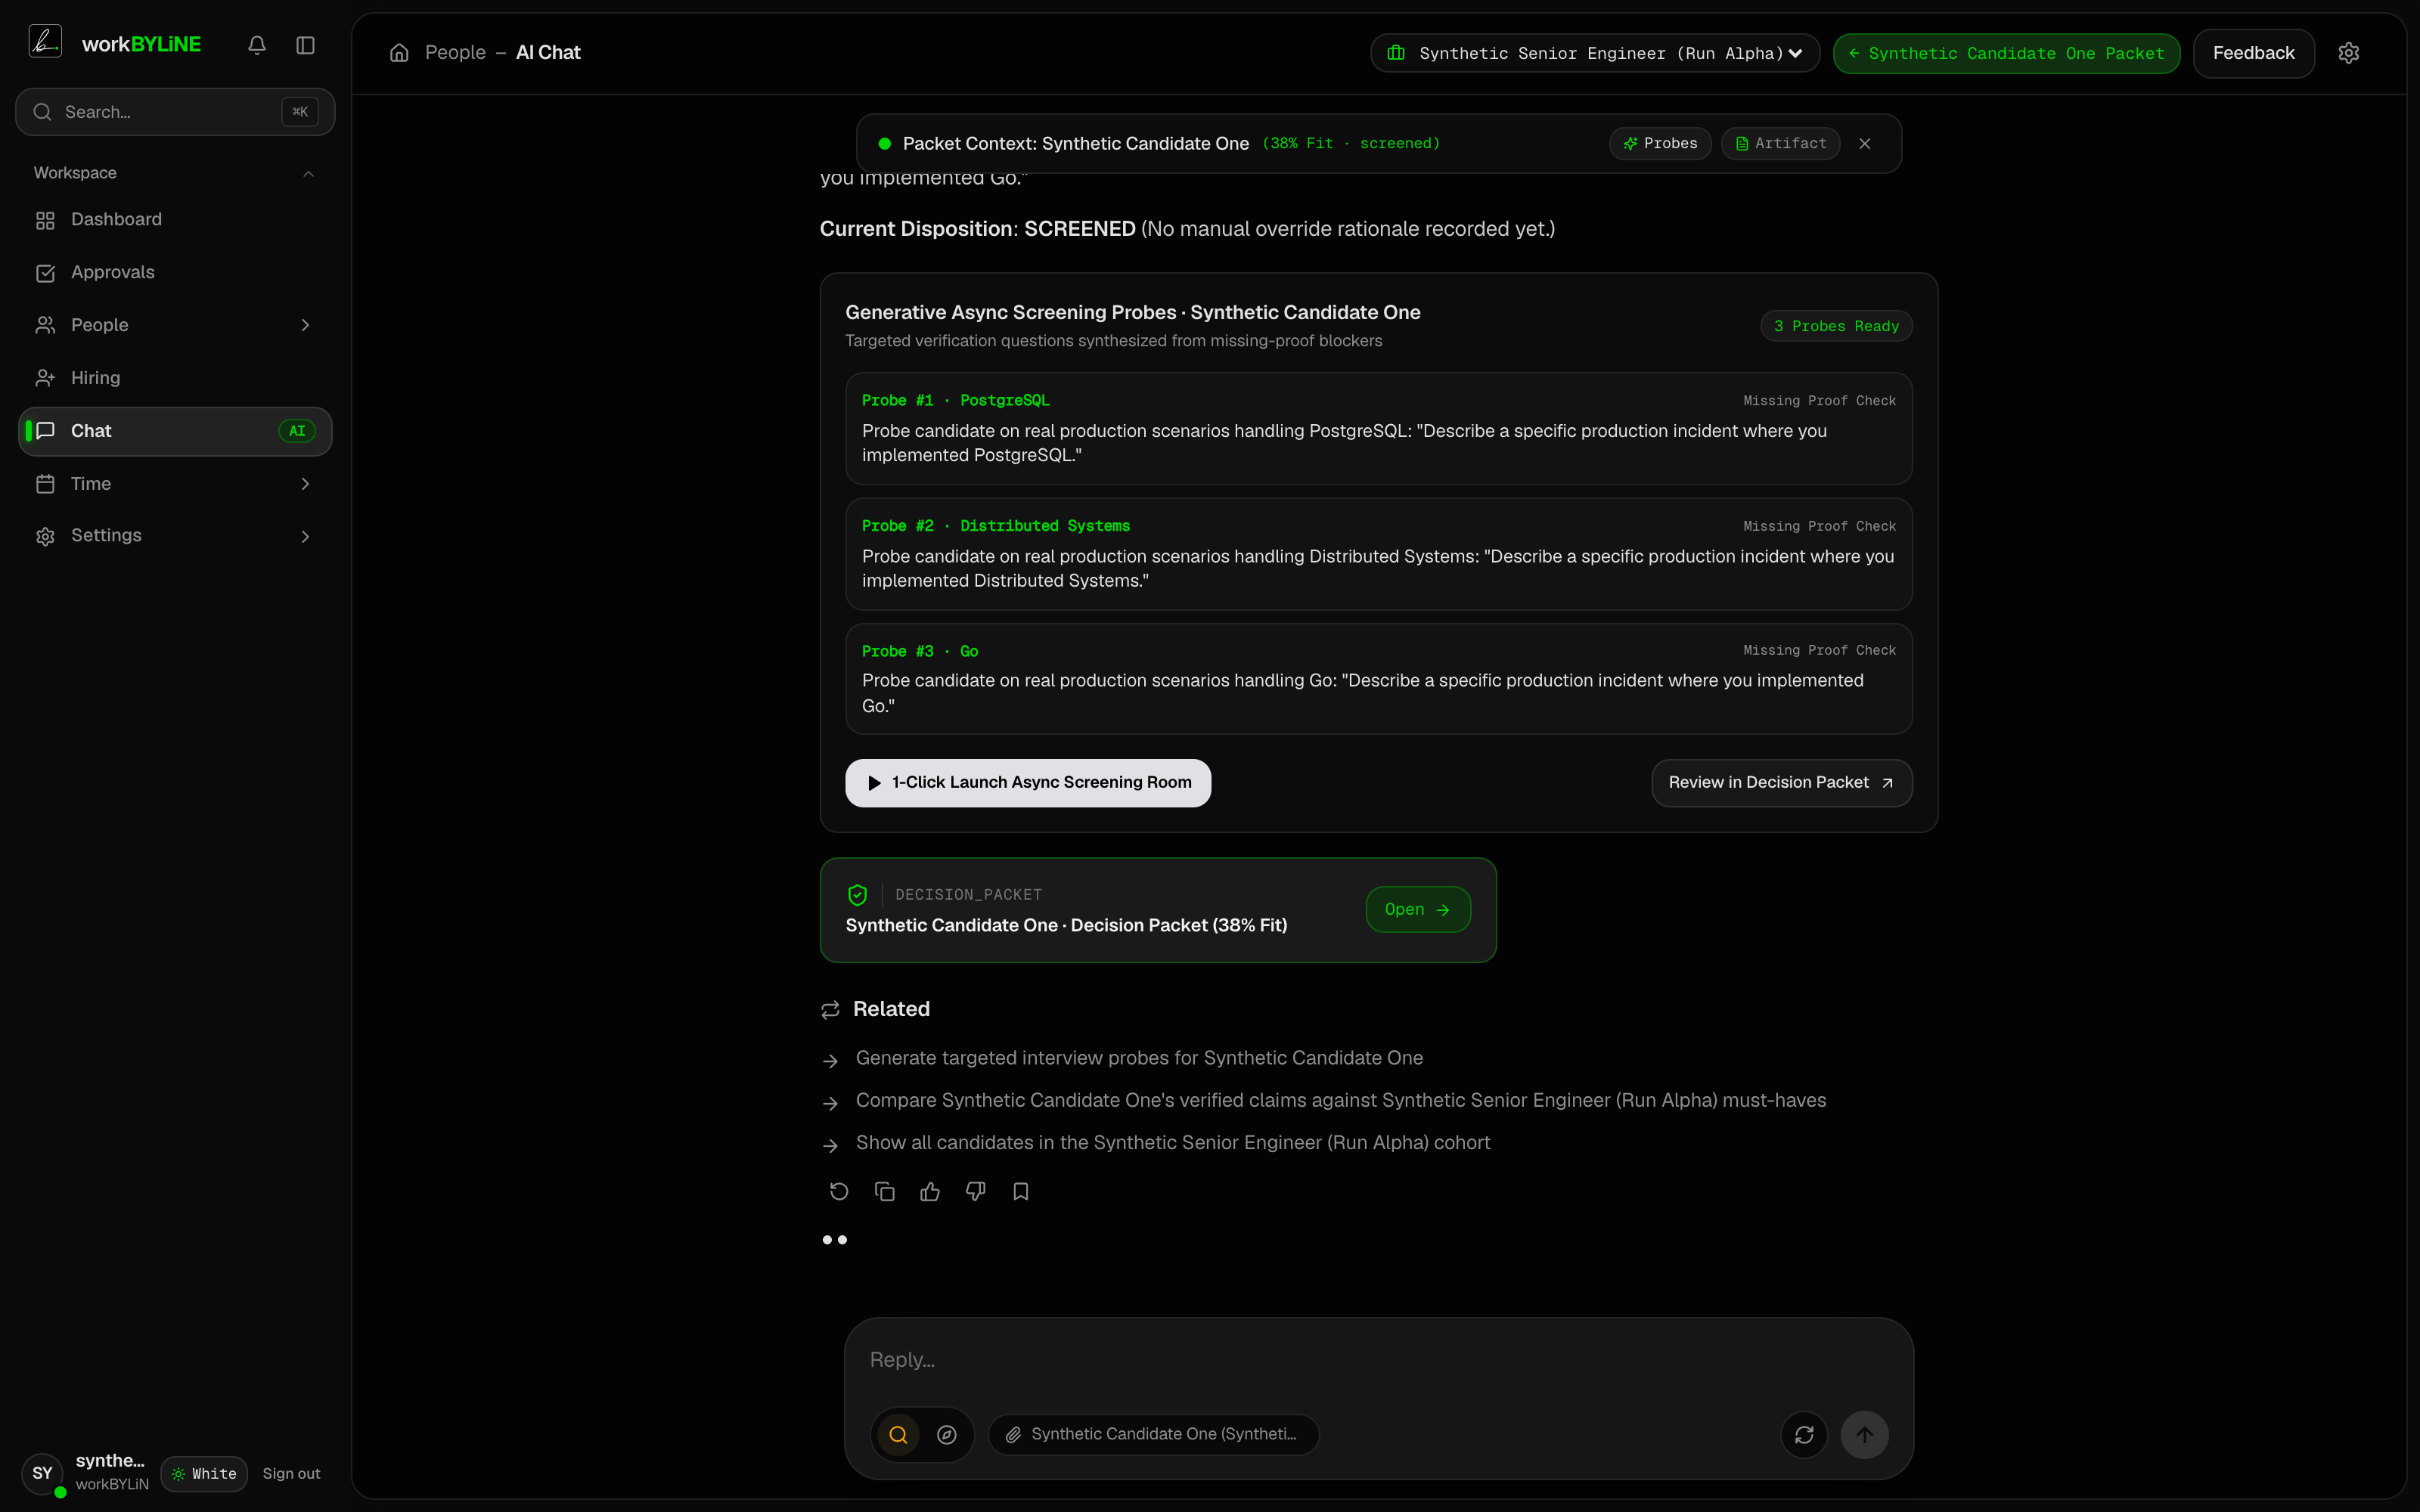 workBYLiNE
Search...
⌘K
Workspace
Dashboard
Approvals
People
Hiring
Chat
AI
Time
Settings
SY
synthe...
workBYLiN
White
Sign out
People – AI Chat
Synthetic Senior Engineer (Run Alpha)
← Synthetic Candidate One Packet
Feedback
Packet Context: Synthetic Candidate One (38% Fit · screened)
Probes
Artifact
you implemented Go."
Current Disposition: SCREENED (No manual override rationale recorded yet.)
Generative Async Screening Probes · Synthetic Candidate One
Targeted verification questions synthesized from missing-proof blockers
3 Probes Ready
Probe #1 · PostgreSQL
Missing Proof Check
Probe candidate on real production scenarios handling PostgreSQL: "Describe a specific production incident where you
implemented PostgreSQL."
Probe #2 · Distributed Systems
Missing Proof Check
Probe candidate on real production scenarios handling Distributed Systems: "Describe a specific production incident where you
implemented Distributed Systems."
Probe #3 · Go
Missing Proof Check
Probe candidate on real production scenarios handling Go: "Describe a specific production incident where you implemented
Go."
1-Click Launch Async Screening Room
Review in Decision Packet
DECISION_PACKET
Synthetic Candidate One · Decision Packet (38% Fit)
Open →
Related
Generate targeted interview probes for Synthetic Candidate One
Compare Synthetic Candidate One's verified claims against Synthetic Senior Engineer (Run Alpha) must-haves
Show all candidates in the Synthetic Senior Engineer (Run Alpha) cohort
Reply...
Synthetic Candidate One (Syntheti...